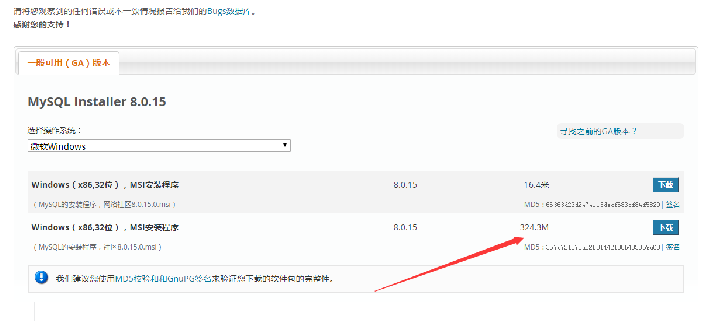 请将您观察到的任何错误或不一致情况报告给我们的Bugs数据库。
感谢您的支持！
一般可用（GA）版本
MySQL Installer 8.0.15
选择操作系统：
微软Windows
寻找之前的GA版本？
Windows（x86,32位），MSI安装程序 8.0.15 16.4米 下载
（MySQL的安装程序，网络社区8.0.15.0.msi） MD5： | 签名
Windows（x86,32位），MSI安装程序 8.0.15 324.3M 下载
（MySQL的安装程序，社区8.0.15.0.msi） MD5： | 签名
我们建议您使用MD5校验和和GnuPG签名来验证您下载的软件包的完整性。